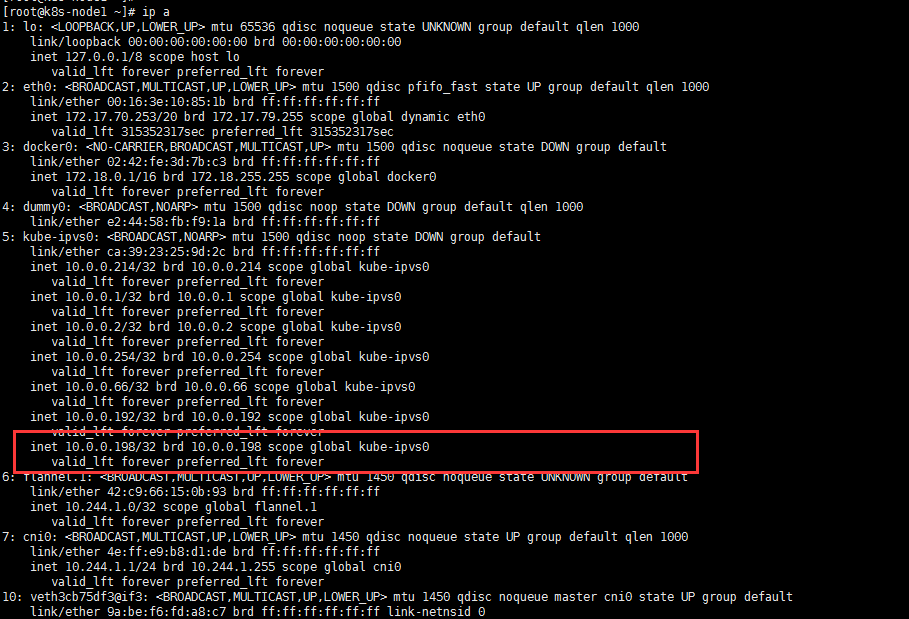 [root@k8s-node1 ~]# ip a
1: lo: <LOOPBACK,UP,LOWER_UP> mtu 65536 qdisc noqueue state UNKNOWN group default qlen 1000
    link/loopback 00:00:00:00:00:00 brd 00:00:00:00:00:00
    inet 127.0.0.1/8 scope host lo
       valid_lft forever preferred_lft forever
2: eth0: <BROADCAST,MULTICAST,UP,LOWER_UP> mtu 1500 qdisc pfifo_fast state UP group default qlen 1000
    link/ether 00:16:3e:10:85:1b brd ff:ff:ff:ff:ff:ff
    inet 172.17.70.253/20 brd 172.17.79.255 scope global dynamic eth0
       valid_lft 315352317sec preferred_lft 315352317sec
3: docker0: <NO-CARRIER,BROADCAST,MULTICAST,UP> mtu 1500 qdisc noqueue state DOWN group default
    link/ether 02:42:fe:3d:7b:c3 brd ff:ff:ff:ff:ff:ff
    inet 172.18.0.1/16 brd 172.18.255.255 scope global docker0
       valid_lft forever preferred_lft forever
4: dummy0: <BROADCAST,NOARP> mtu 1500 qdisc noop state DOWN group default qlen 1000
    link/ether e2:44:58:fb:f9:1a brd ff:ff:ff:ff:ff:ff
5: kube-ipvs0: <BROADCAST,NOARP> mtu 1500 qdisc noop state DOWN group default
    link/ether ca:39:23:25:9d:2c brd ff:ff:ff:ff:ff:ff
    inet 10.0.0.214/32 brd 10.0.0.214 scope global kube-ipvs0
       valid_lft forever preferred_lft forever
    inet 10.0.0.1/32 brd 10.0.0.1 scope global kube-ipvs0
       valid_lft forever preferred_lft forever
    inet 10.0.0.2/32 brd 10.0.0.2 scope global kube-ipvs0
       valid_lft forever preferred_lft forever
    inet 10.0.0.254/32 brd 10.0.0.254 scope global kube-ipvs0
       valid_lft forever preferred_lft forever
    inet 10.0.0.66/32 brd 10.0.0.66 scope global kube-ipvs0
       valid_lft forever preferred_lft forever
    inet 10.0.0.192/32 brd 10.0.0.192 scope global kube-ipvs0
       valid_lft forever preferred_lft forever
    inet 10.0.0.198/32 brd 10.0.0.198 scope global kube-ipvs0
       valid_lft forever preferred_lft forever
6: flannel.1: <BROADCAST,MULTICAST,UP,LOWER_UP> mtu 1450 qdisc noqueue state UNKNOWN group default
    link/ether 42:c9:66:15:0b:93 brd ff:ff:ff:ff:ff:ff
    inet 10.244.1.0/32 scope global flannel.1
       valid_lft forever preferred_lft forever
7: cni0: <BROADCAST,MULTICAST,UP,LOWER_UP> mtu 1450 qdisc noqueue state UP group default qlen 1000
    link/ether 4e:ff:e9:b8:d1:de brd ff:ff:ff:ff:ff:ff
    inet 10.244.1.1/24 brd 10.244.1.255 scope global cni0
       valid_lft forever preferred_lft forever
10: veth3cb75df3@if3: <BROADCAST,MULTICAST,UP,LOWER_UP> mtu 1450 qdisc noqueue master cni0 state UP group default
    link/ether 9a:be:f6:fd:a8:c7 brd ff:ff:ff:ff:ff:ff link-netnsid 0